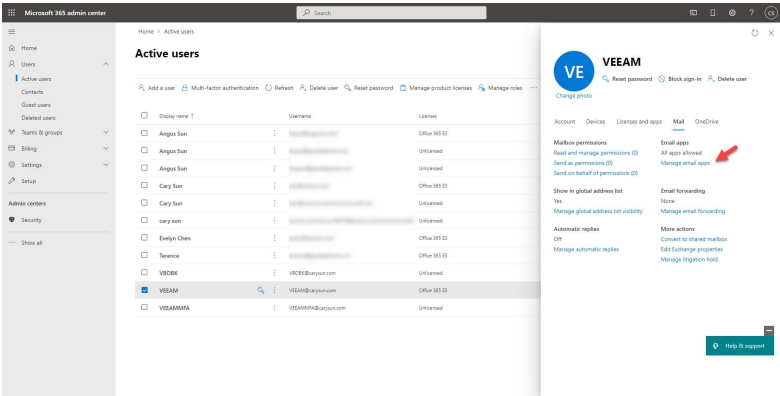 Microsoft 365 admin center
Search
?
CS
Home > Active users
Home
Users
Active users
Contacts
Guest users
Deleted users
Teams & groups
Billing
Settings
Setup
Admin centers
Security
Show all
Active users
Add a user Multi-factor authentication Refresh Delete user Reset password Manage product licenses Manage roles ...
Display name ↑ Username Licenses
Angus Sun Office 365 E3
Angus Sun Unlicensed
Angus Sun Unlicensed
Cary Sun Office 365 E3
Cary Sun Unlicensed
cary sun Unlicensed
Evelyn Chen Office 365 E3
Terence Office 365 E3
VBOBK VBOBK@carysun.com Unlicensed
VEEAM VEEAM@carysun.com Office 365 E3
VEEAMMFA VEEAMMFA@carysun.com Unlicensed
VE
Change photo
VEEAM
Reset password Block sign-in Delete user
Account Devices Licenses and apps Mail OneDrive
Mailbox permissions
Read and manage permissions (0)
Send as permissions (0)
Send on behalf of permissions (0)
Email apps
All apps allowed
Manage email apps
Show in global address list
Yes
Manage global address list visibility
Email forwarding
None
Manage email forwarding
Automatic replies
Off
Manage automatic replies
More actions
Convert to shared mailbox
Edit Exchange properties
Manage litigation hold
Help & support